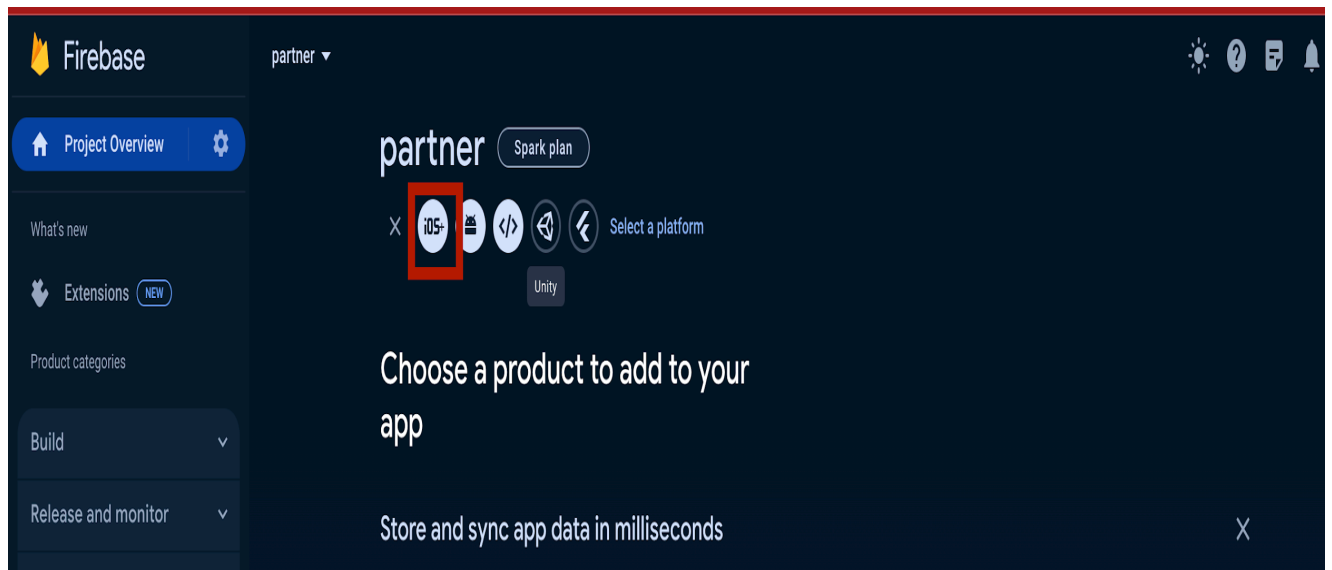 Firebase
partner
Project Overview
partner
Spark plan
iOS+
</>
Select a platform
What's new
Extensions
NEW
Unity
Product categories
Choose a product to add to your
app
Build
Release and monitor
Store and sync app data in milliseconds